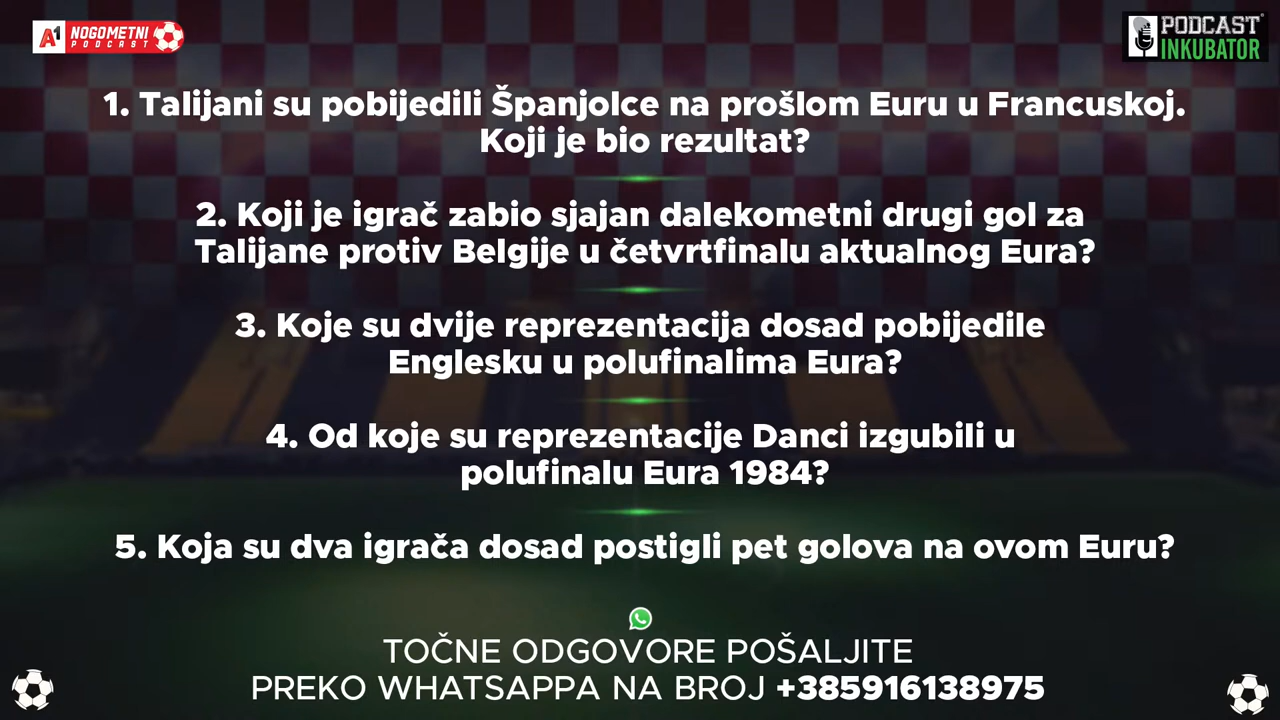 A1 NOGOMETNI
PODCAST
PODCAST
INKUBATOR
1. Talijani su pobijedili Španjolce na prošlom Euru u Francuskoj.
Koji je bio rezultat?
2. Koji je igrač zabio sjajan dalekometni drugi gol za
Talijane protiv Belgije u četvrtfinalu aktualnog Eura?
3. Koje su dvije reprezentacija dosad pobijedile
Englesku u polufinalima Eura?
4. Od koje su reprezentacije Danci izgubili u
polufinalu Eura 1984?
5. Koja su dva igrača dosad postigli pet golova na ovom Euru?
TOČNE ODGOVORE POŠALJITE
PREKO WHATSAPPA NA BROJ +385916138975